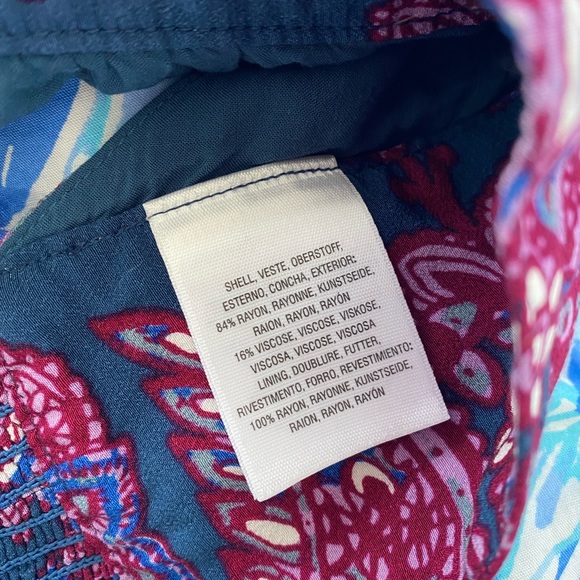 SHELL, VESTE, OBERSTOFF,
ESTERNO, CONCHA, EXTERIOR:
84% RAYON, RAYONNE, KUNSTSEIDE,
RAION, RAYON, RAYÓN
16% VISCOSE, VISCOSE, VISKOSE,
VISCOSA, VISCOSE, VISCOSA
LINING, DOUBLURE, FUTTER,
RIVESTIMENTO, FORRO, REVESTIMIENTO:
100% RAYON, RAYONNE, KUNSTSEIDE,
RAION, RAYON, RAYÓN